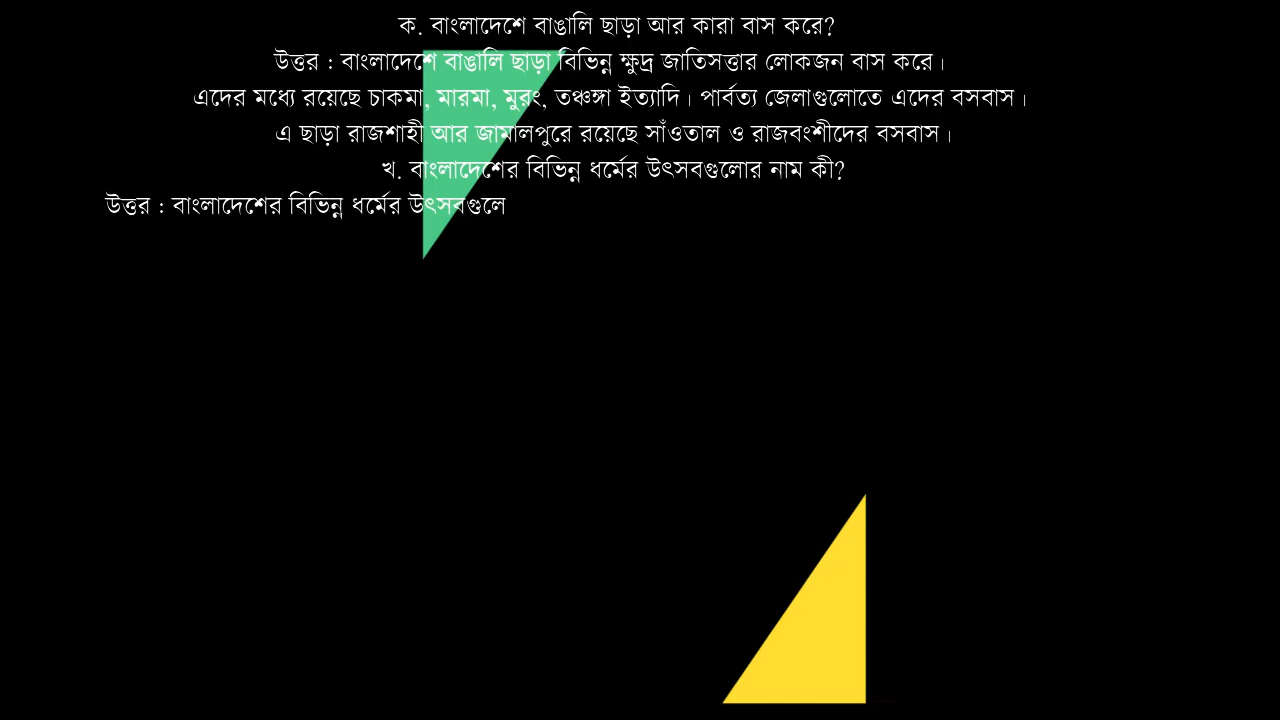 ক. বাংলাদেশে বাঙালি ছাড়া আর কারা বাস করে?
উত্তর : বাংলাদেশে বাঙালি ছাড়া বিভিন্ন ক্ষুদ্র জাতিসত্তার লোকজন বাস করে।
এদের মধ্যে রয়েছে চাকমা, মারমা, মুরং, তঞ্চঙ্গা ইত্যাদি। পার্বত্য জেলাগুলোতে এদের বসবাস।
এ ছাড়া রাজশাহী আর জামালপুরে রয়েছে সাঁওতাল ও রাজবংশীদের বসবাস।
খ. বাংলাদেশের বিভিন্ন ধর্মের উৎসবগুলোর নাম কী?
উত্তর : বাংলাদেশের বিভিন্ন ধর্মের উৎসবগুলে